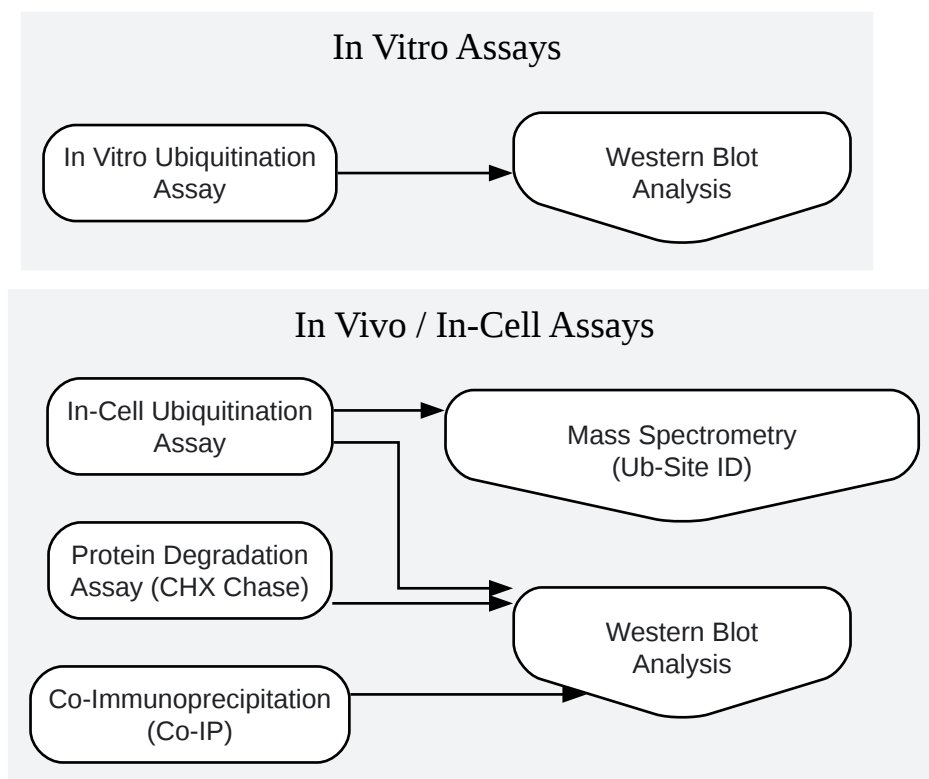 In Vitro Assays
In Vitro Ubiquitination
Assay
Western Blot
Analysis
In Vivo / In-Cell Assays
In-Cell Ubiquitination
Assay
Mass Spectrometry
(Ub-Site ID)
Protein Degradation
Assay (CHX Chase)
Western Blot
Analysis
Co-Immunoprecipitation
(Co-IP)